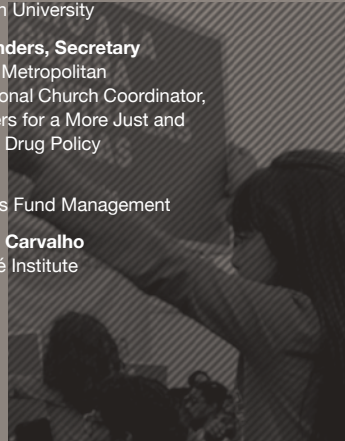 n University
nders, Secretary
Metropolitan
onal Church Coordinator,
rs for a More Just and
Drug Policy
s Fund Management
Carvalho
é Institute